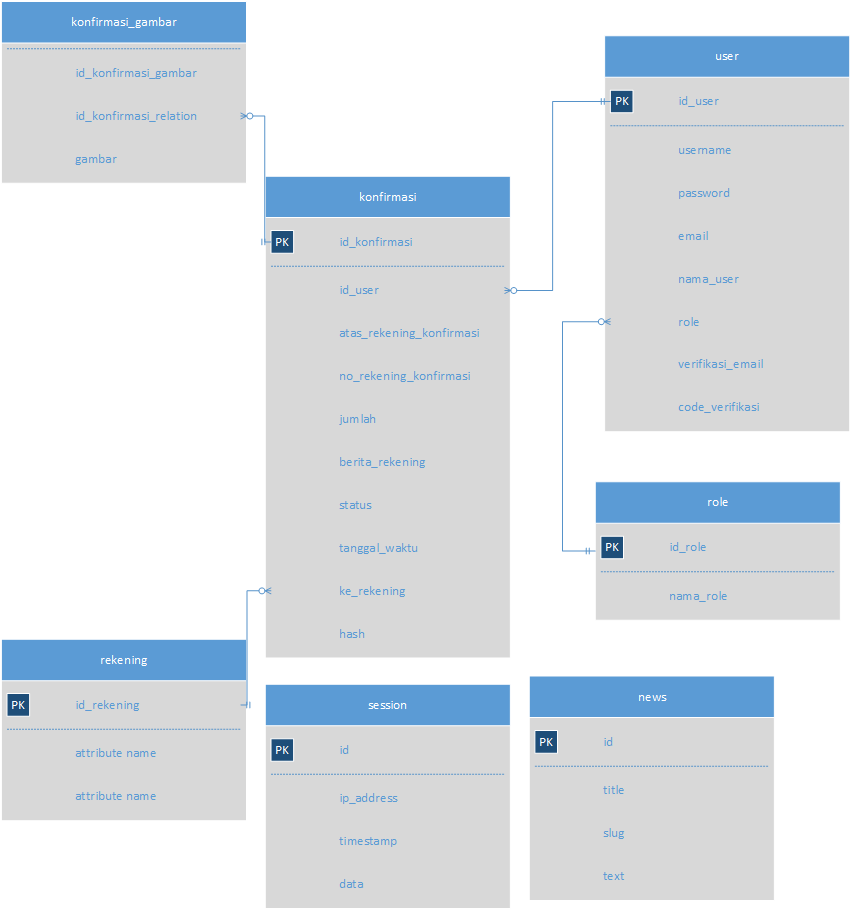 konfirmasi_gambar
id_konfirmasi_gambar
id_konfirmasi_relation
gambar
user
PK id_user
username
password
email
nama_user
role
verifikasi_email
code_verifikasi
konfirmasi
PK id_konfirmasi
id_user
atas_rekening_konfirmasi
no_rekening_konfirmasi
jumlah
berita_rekening
status
tanggal_waktu
ke_rekening
hash
role
PK id_role
nama_role
rekening
PK id_rekening
attribute name
attribute name
session
PK id
ip_address
timestamp
data
news
PK id
title
slug
text